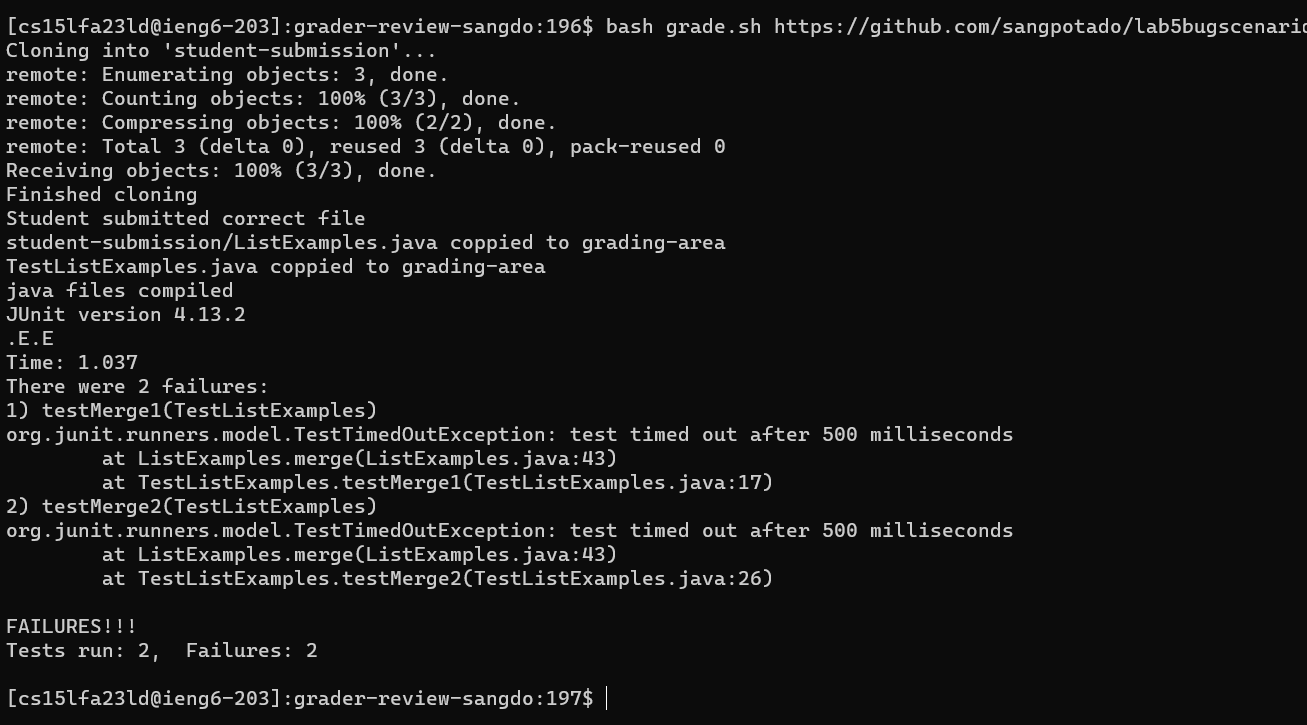 [cs15lfa23ld@ieng6-203]:grader-review-sangdo:196$ bash grade.sh https://github.com/sangpotado/lab5bugscenario
Cloning into 'student-submission'...
remote: Enumerating objects: 3, done.
remote: Counting objects: 100% (3/3), done.
remote: Compressing objects: 100% (2/2), done.
remote: Total 3 (delta 0), reused 3 (delta 0), pack-reused 0
Receiving objects: 100% (3/3), done.
Finished cloning
Student submitted correct file
student-submission/ListExamples.java coppied to grading-area
TestListExamples.java coppied to grading-area
java files compiled
JUnit version 4.13.2
.E.E
Time: 1.037
There were 2 failures:
1) testMerge1(TestListExamples)
org.junit.runners.model.TestTimedOutException: test timed out after 500 milliseconds
        at ListExamples.merge(ListExamples.java:43)
        at TestListExamples.testMerge1(TestListExamples.java:17)
2) testMerge2(TestListExamples)
org.junit.runners.model.TestTimedOutException: test timed out after 500 milliseconds
        at ListExamples.merge(ListExamples.java:43)
        at TestListExamples.testMerge2(TestListExamples.java:26)
FAILURES!!!
Tests run: 2,  Failures: 2
[cs15lfa23ld@ieng6-203]:grader-review-sangdo:197$